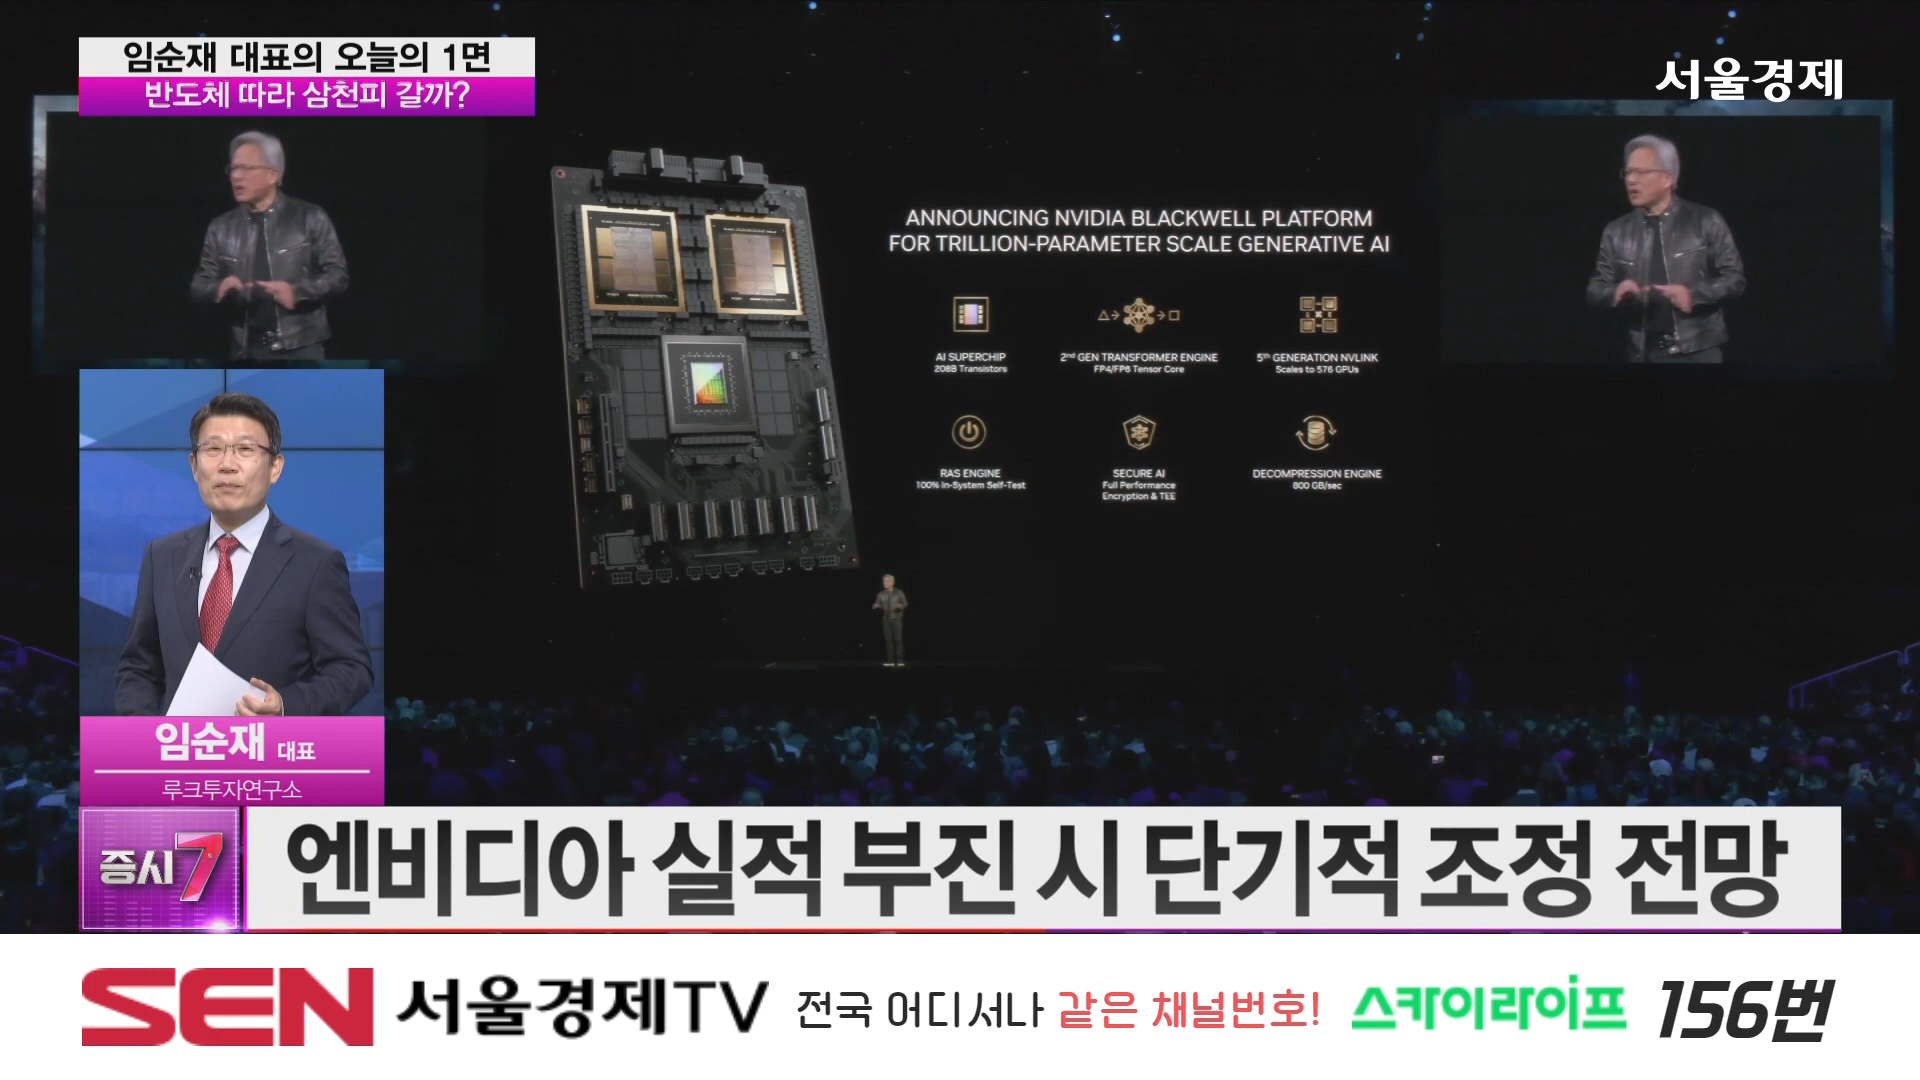 임순재 대표의 오늘의 1면
반도체 따라 삼천피 갈까?
서울경제
ANNOUNCING NVIDIA BLACKWELL PLATFORM
FOR TRILLION-PARAMETER SCALE GENERATIVE AI
AI SUPERCHIP
208B Transistors
2nd GEN TRANSFORMER ENGINE
FP4/FP6 Tensor Core
5th GENERATION NVLINK
Scales to 576 GPUs
RAS ENGINE
100% In-System Self-Test
SECURE AI
Full Performance
Encryption & TEE
DECOMPRESSION ENGINE
800 GB/sec
임순재 대표
루크투자연구소
증시7
엔비디아 실적 부진 시 단기적 조정 전망
SEN 서울경제TV 전국 어디서나 같은 채널번호! 스카이라이프 156번